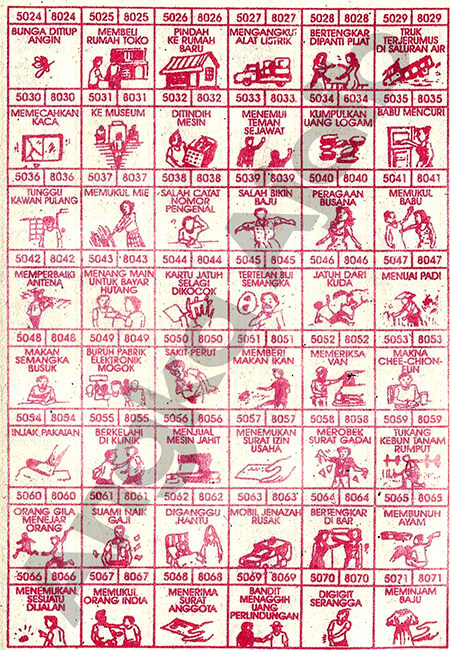 5024 8024
BUNGA DITIUP
ANGIN
5025 8025
MEMBELI
RUMAH TOKO
5026 8026
PINDAH
KE RUMAH
BARU
5027 8027
MENGANGKUT
ALAT LISTRIK
5028 8028
BERTENGKAR
DIPANTI PIJAT
5029 8029
TRUK
TERJERUMUS
DI SALURAN AIR
5030 8030
MEMECAHKAN
KACA
5031 8031
KE MUSEUM
5032 8032
DITINDIH
MESIN
5033 8033
MENEMUI
TEMAN
SEJAWAT
5034 8034
KUMPULKAN
UANG LOGAM
5035 8035
BABU MENCURI
5036 8036
TUNGGU
KAWAN PULANG
5037 8037
MEMUKUL MIE
5038 8038
SALAH CATAT
NOMOR
PENGENAL
5039 8039
SALAH BIKIN
BAJU
5040 8040
PERAGAAN
BUSANA
5041 8041
MEMUKUL
BABU
5042 8042
MEMPERBAIKI
ANTENA
5043 8043
MENANG MAIN
UNTUK BAYAR
HUTANG
5044 8044
KARTU JATUH
SELAGI
DIKOCOK
5045 8045
TERTELAN BIJI
SEMANGKA
5046 8046
JATUH DARI
KUDA
5047 8047
MENUAI PADI
5048 8048
MAKAN
SEMANGKA
BUSUK
5049 8049
BURUH PABRIK
ELEKTRONIK
MOGOK
5050 8050
SAKIT PERUT
5051 8051
MEMBERI
MAKAN IKAN
5052 8052
MEMERIKSA
VAN
5053 8053
MAKNA
CHEE-CHION-
FUN
5054 8054
INJAK PAKAIAN
5055 8055
BERKELAHI
DI KLINIK
5056 8056
MENJUAL
MESIN JAHIT
5057 8057
MENEMUKAN
SURAT IZIN
USAHA
5058 8058
MEROBEK
SURAT GADAI
5059 8059
TUKANG
KEBUN TANAM
RUMPUT
5060 8060
ORANG GILA
MENEJAR
ORANG
5061 8061
SUAMI NAIK
GAJI
5062 8062
DIGANGGU
HANTU
5063 8063
MOBIL JENAZAH
RUSAK
5064 8064
BERTENGKAR
DI BAR
5065 8065
MEMBUNUH
AYAM
5066 8066
MENEMUKAN
SESUATU
DIJALAN
5067 8067
MEMUKUL
ORANG INDIA
5068 8068
MENERIMA
SURAT
ANGGOTA
5069 8069
BANDIT
MENAGGIH
UANG
PERLINDUNGAN
5070 8070
DIGIGIT
SERANGGA
5071 8071
MEMINJAM
BAJU